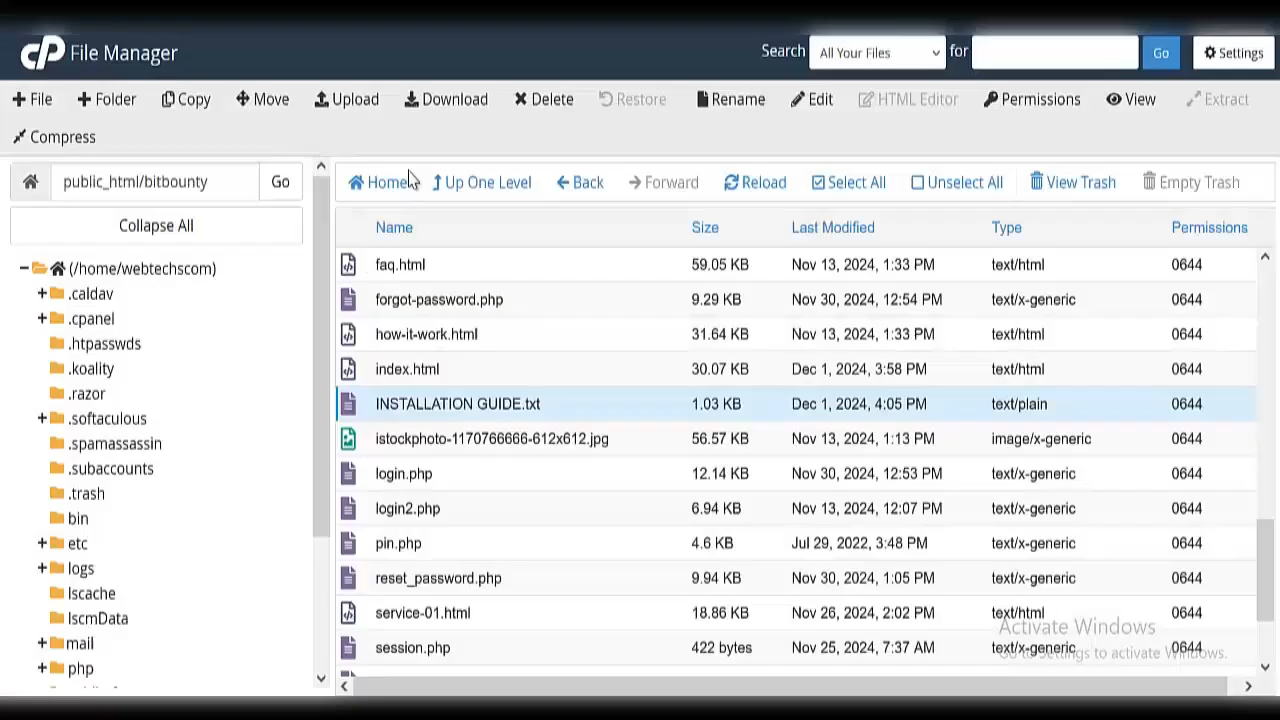 cP File Manager Search All Your Files for Go Settings
File Folder Copy Move Upload Download Delete Restore Rename Edit HTML Editor Permissions View Extract
Compress
public_html/bitbounty Go Home Up One Level Back Forward Reload Select All Unselect All View Trash Empty Trash
Collapse All
(/home/webtechscom)
.caldav
.cpanel
.htpasswds
.koality
.razor
.softaculous
.spamassassin
.subaccounts
.trash
bin
etc
logs
lscache
lscmData
mail
php
Name Size Last Modified Type Permissions
faq.html 59.05 KB Nov 13, 2024, 1:33 PM text/html 0644
forgot-password.php 9.29 KB Nov 30, 2024, 12:54 PM text/x-generic 0644
how-it-work.html 31.64 KB Nov 13, 2024, 1:33 PM text/html 0644
index.html 30.07 KB Dec 1, 2024, 3:58 PM text/html 0644
INSTALLATION GUIDE.txt 1.03 KB Dec 1, 2024, 4:05 PM text/plain 0644
istockphoto-1170766666-612x612.jpg 56.57 KB Nov 13, 2024, 1:13 PM image/x-generic 0644
login.php 12.14 KB Nov 30, 2024, 12:53 PM text/x-generic 0644
login2.php 6.94 KB Nov 13, 2024, 12:07 PM text/x-generic 0644
pin.php 4.6 KB Jul 29, 2022, 3:48 PM text/x-generic 0644
reset_password.php 9.94 KB Nov 30, 2024, 1:05 PM text/x-generic 0644
service-01.html 18.86 KB Nov 26, 2024, 2:02 PM text/html 0644
session.php 422 bytes Nov 25, 2024, 7:37 AM text/x-generic 0644
Activate Windows
Go to Settings to activate Windows.